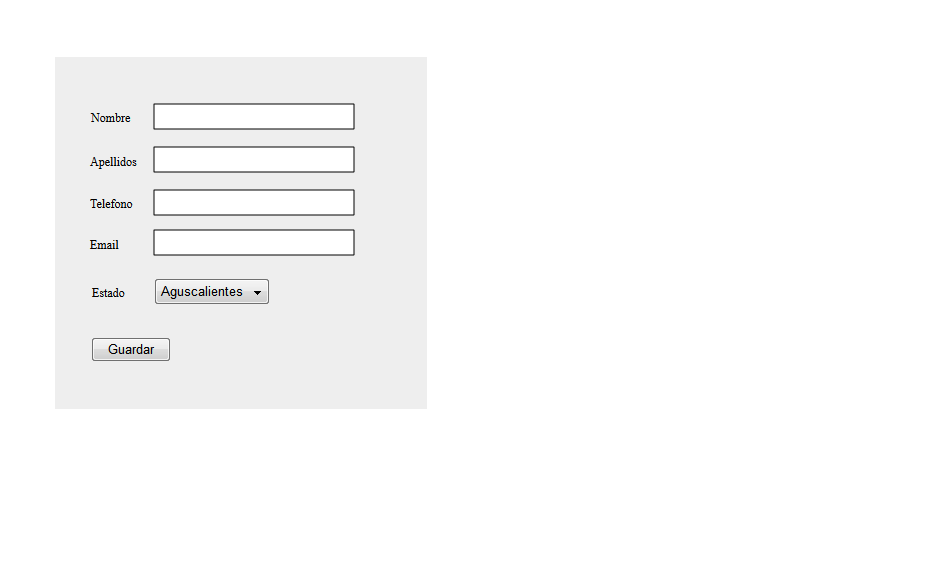 Nombre
Apellidos
Telefono
Email
Estado Aguscalientes
Guardar